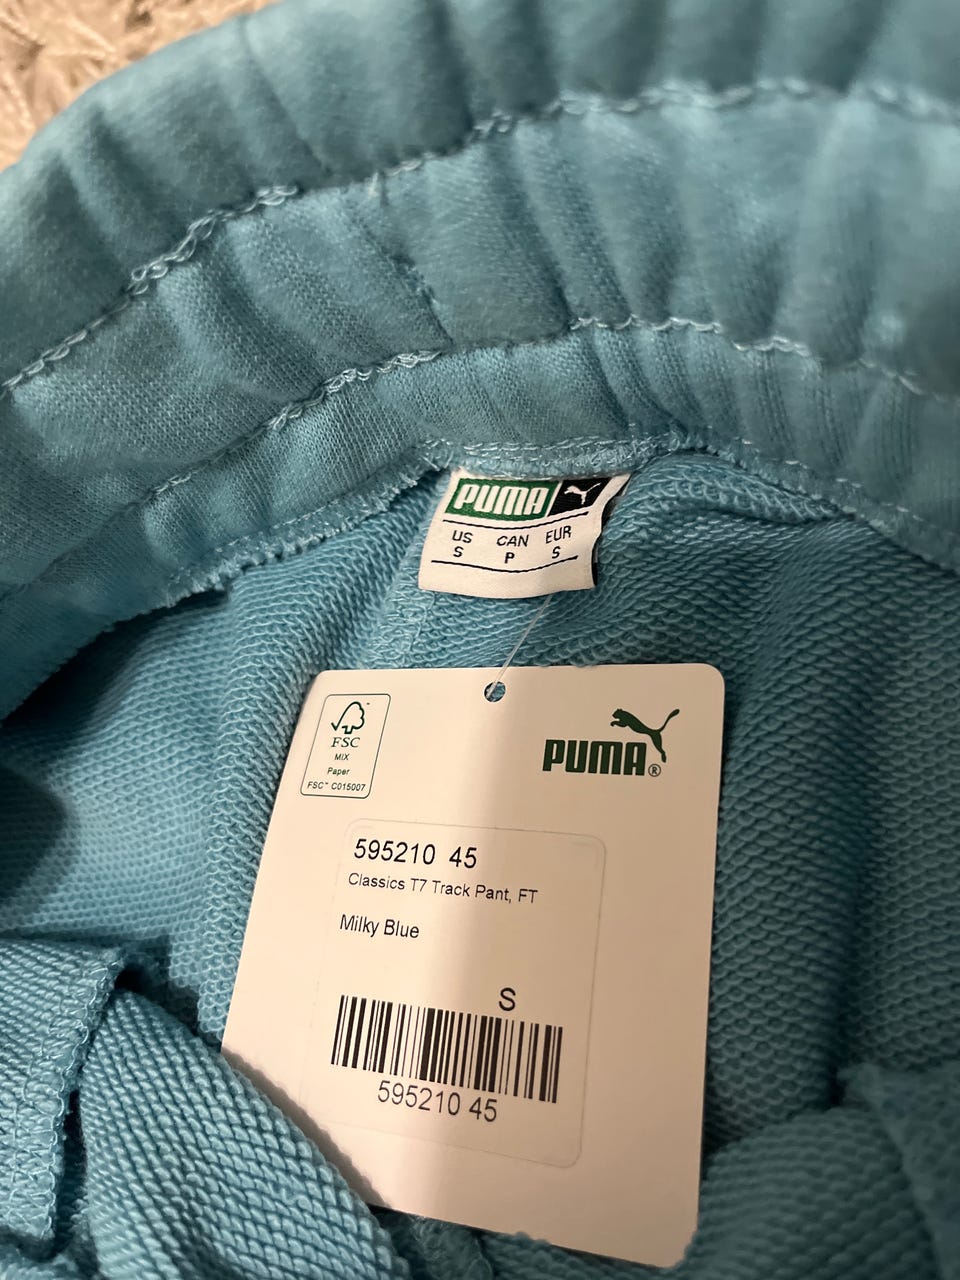 PUMA
US CAN EUR
S P S
FSC™
MIX
Paper
FSC™ C015007
PUMA®
595210 45
Classics T7 Track Pant, FT
Milky Blue
S
595210 45